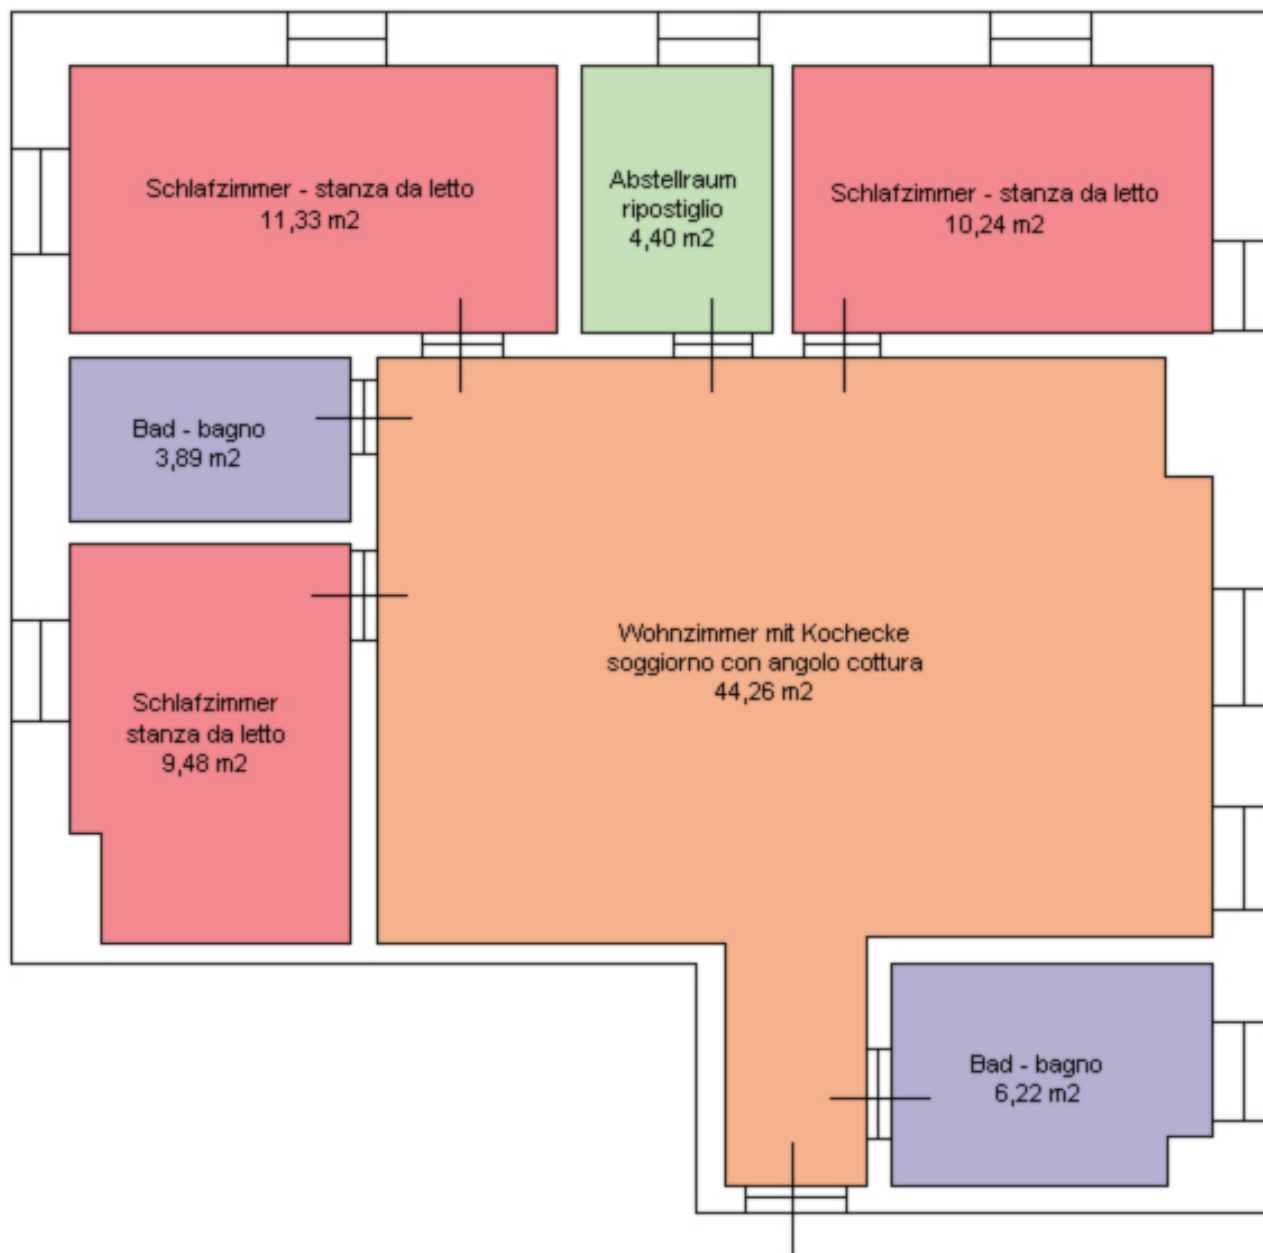 Schlafzimmer - stanza da letto
11,33 m2
Abstellraum
ripostiglio
4,40 m2
Schlafzimmer - stanza da letto
10,24 m2
Bad - bagno
3,89 m2
Wohnzimmer mit Kochecke
soggiorno con angolo cottura
44,26 m2
Schlafzimmer
stanza da letto
9,48 m2
Bad - bagno
6,22 m2